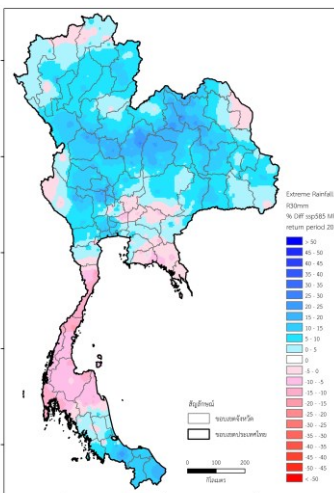 Extreme Rainfall
R30mm
% Diff ssp585
return period
> 50
45 - 50
40 - 45
35 - 40
30 - 35
25 - 30
20 - 25
15 - 20
10 - 15
5 - 10
0 - 5
0
-5 - 0
-10 - -5
-15 - -10
-20 - -15
-25 - -20
-30 - -25
-35 - -30
-40 - -35
-45 - -40
-50 - -45
< -50
สัญลักษณ์
ขอบเขตจังหวัด
ขอบเขตประเทศไทย
0 100 200
กิโลเมตร